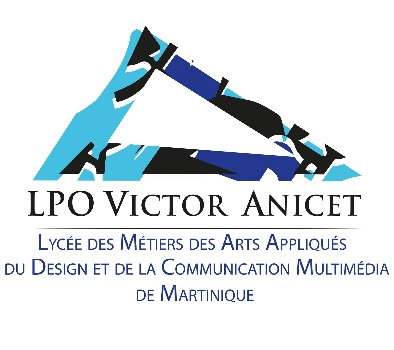 LPO VICTOR ANICET
LYCÉE DES MÉTIERS DES ARTS APPLIQUÉS
DU DESIGN ET DE LA COMMUNICATION MULTIMÉDIA
DE MARTINIQUE